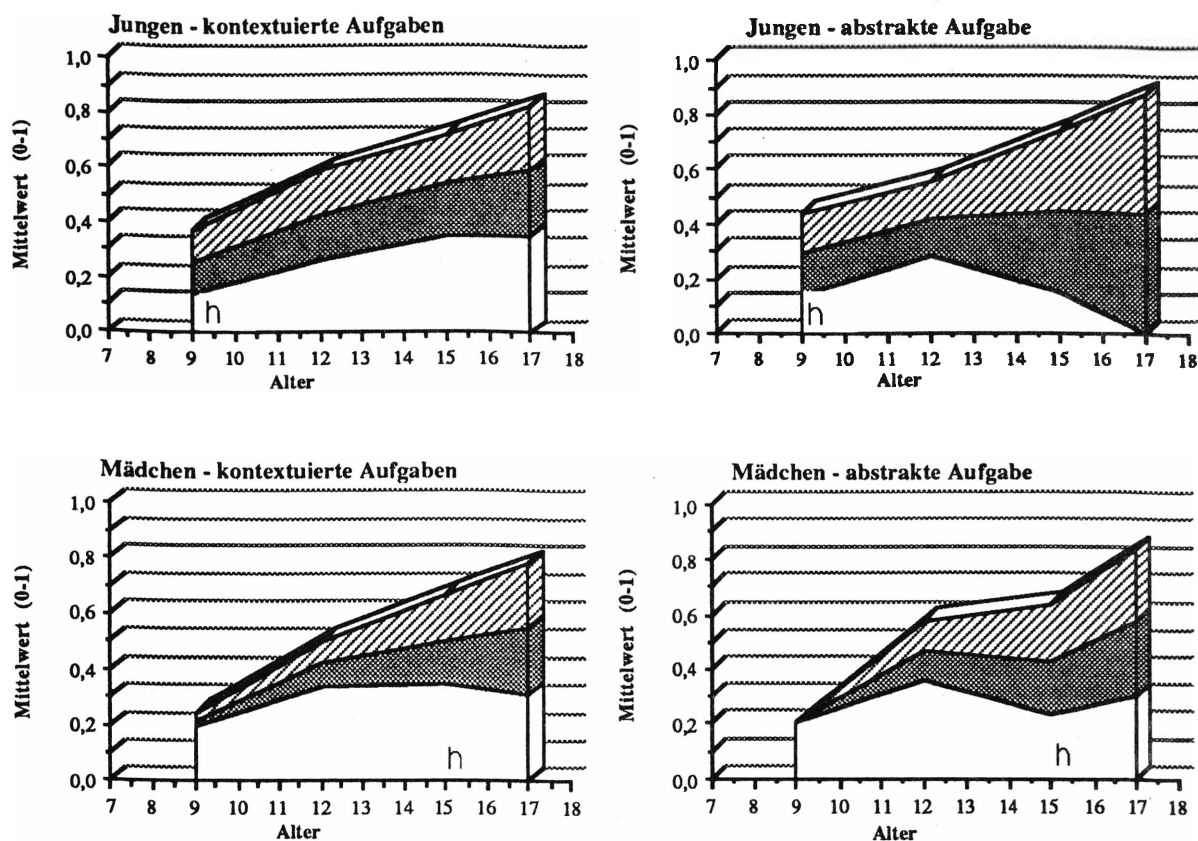 Jungen - kontextuierte Aufgaben
Mittelwert (0-1)
1,0
0,8
0,6
0,4
0,2
0,0
h
7 8 9 10 11 12 13 14 15 16 17 18
Alter
Jungen - abstrakte Aufgabe
Mittelwert (0-1)
1,0
0,8
0,6
0,4
0,2
0,0
h
7 8 9 10 11 12 13 14 15 16 17 18
Alter
Mädchen - kontextuierte Aufgaben
Mittelwert (0-1)
1,0
0,8
0,6
0,4
0,2
0,0
h
7 8 9 10 11 12 13 14 15 16 17 18
Alter
Mädchen - abstrakte Aufgabe
Mittelwert (0-1)
1,0
0,8
0,6
0,4
0,2
0,0
h
7 8 9 10 11 12 13 14 15 16 17 18
Alter